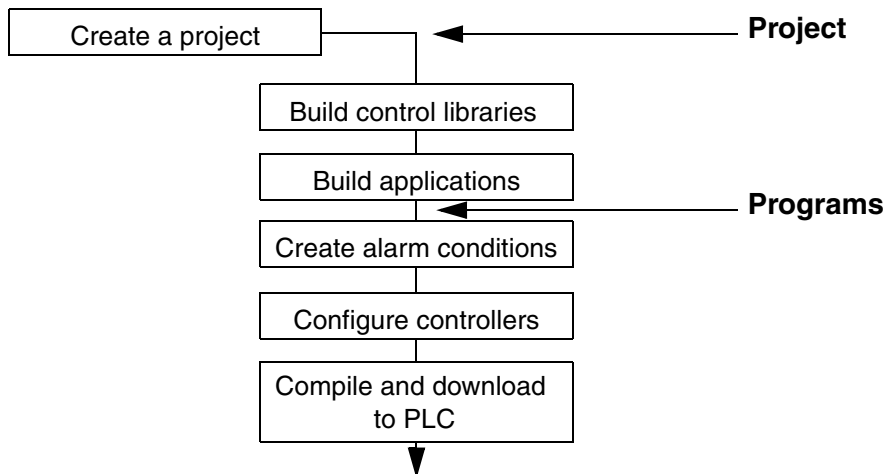 Create a project
Project
Build control libraries
Build applications
Programs
Create alarm conditions
Configure controllers
Compile and download
to PLC